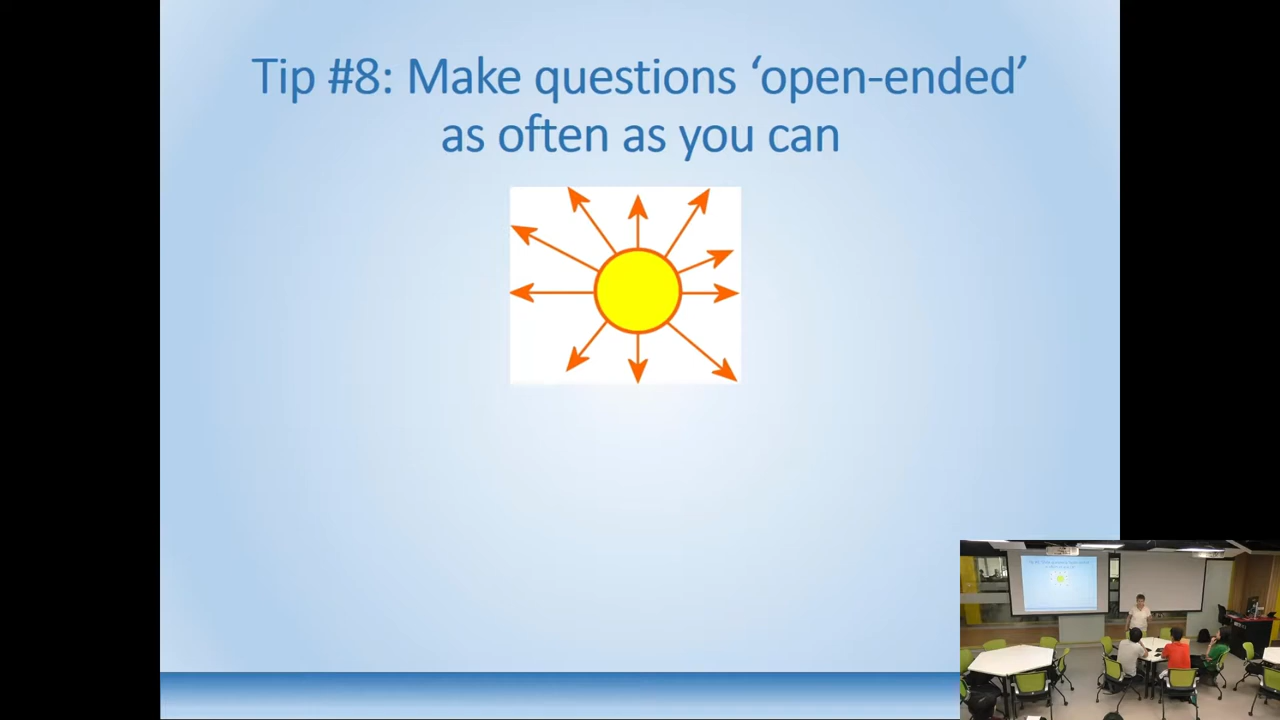 Tip #8: Make questions ‘open-ended’
as often as you can